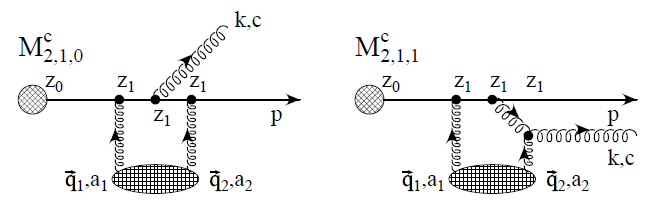 M^c_{2,1,0}
k,c
z_0
z_1
z_1
z_1
p
q⃗_1,a_1
q⃗_2,a_2
M^c_{2,1,1}
z_0
z_1
z_1
z_1
p
k,c
q⃗_1,a_1
q⃗_2,a_2